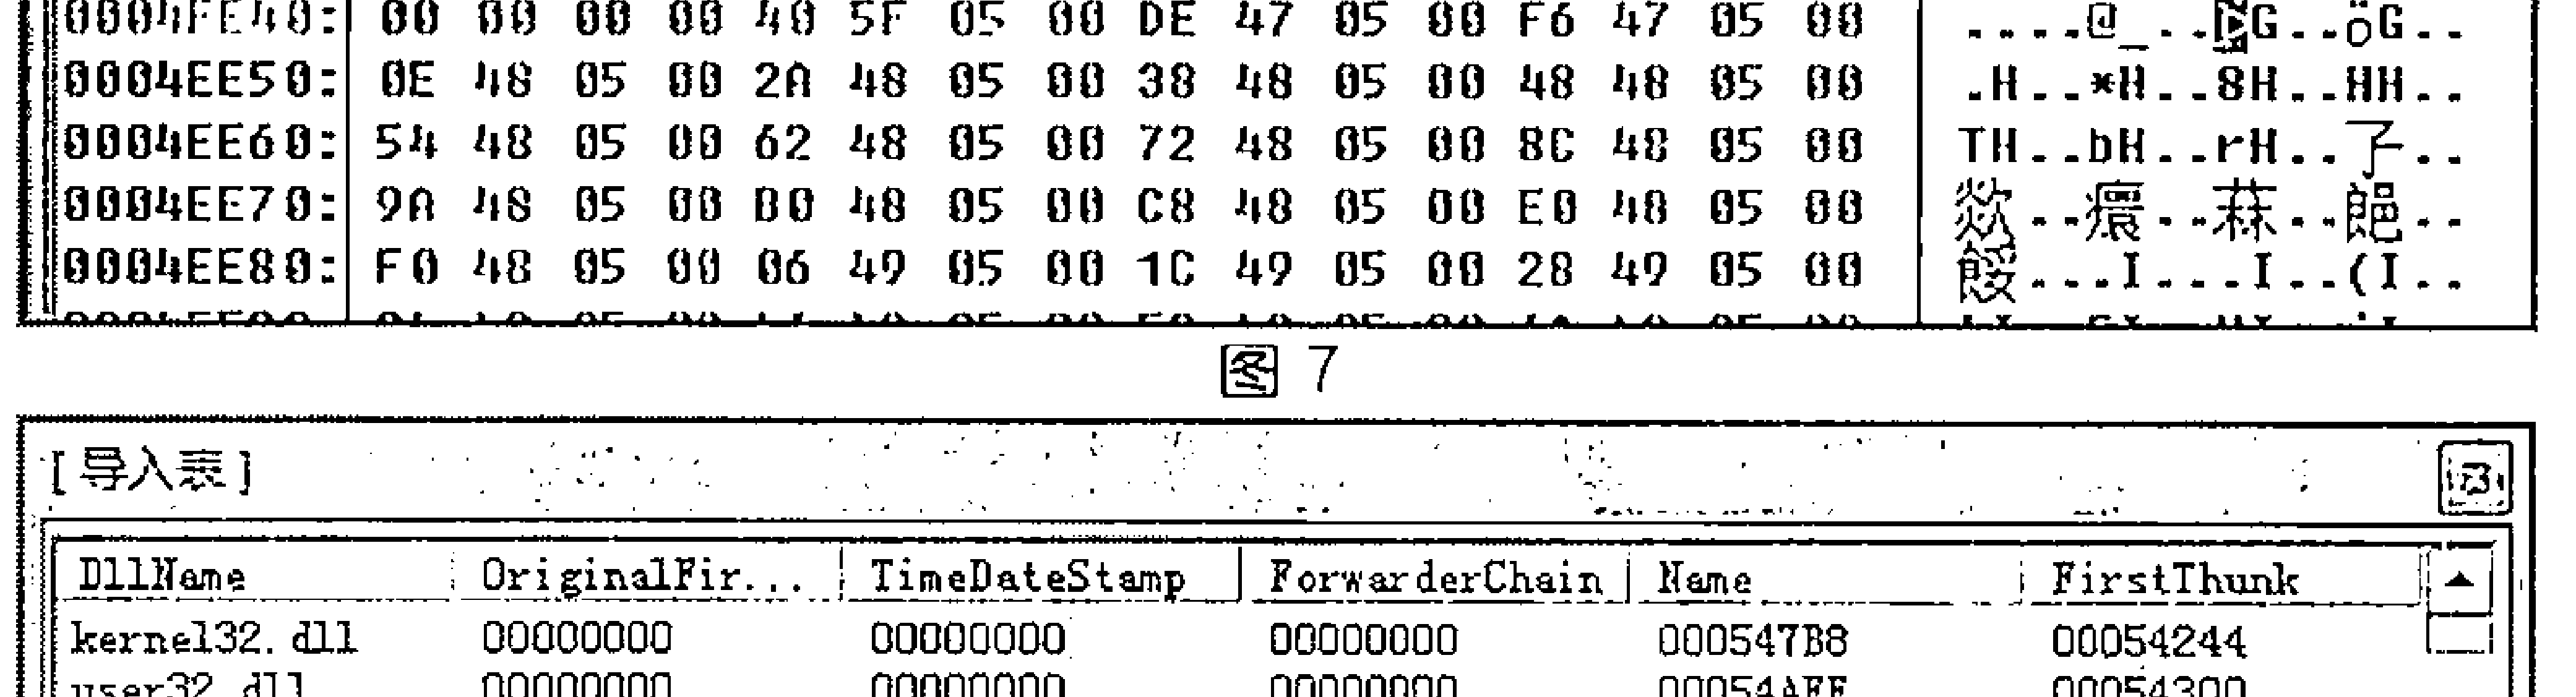 0004EE40: 00 00 00 00 40 5F 05 00 DE 47 05 00 F6 47 05 00 ....@_..G..öG..
0004EE50: 0E 48 05 00 2A 48 05 00 38 48 05 00 48 48 05 00 .H..*H..8H..HH..
0004EE60: 54 48 05 00 62 48 05 00 72 48 05 00 8C 48 05 00 TH..bH..rH..孒..
0004EE70: 9A 48 05 00 B0 48 05 00 C8 48 05 00 E0 48 05 00
0004EE80: F0 48 05 00 06 49 05 00 1C 49 05 00 28 49 05 00 ...I...I..(I..
图 7
[导入表]
DllName OriginalFir... TimeDateStamp ForwarderChain Name FirstThunk
kernel32.dll 00000000 00000000 00000000 000547B8 00054244
user32.dll 00000000 00000000 00000000